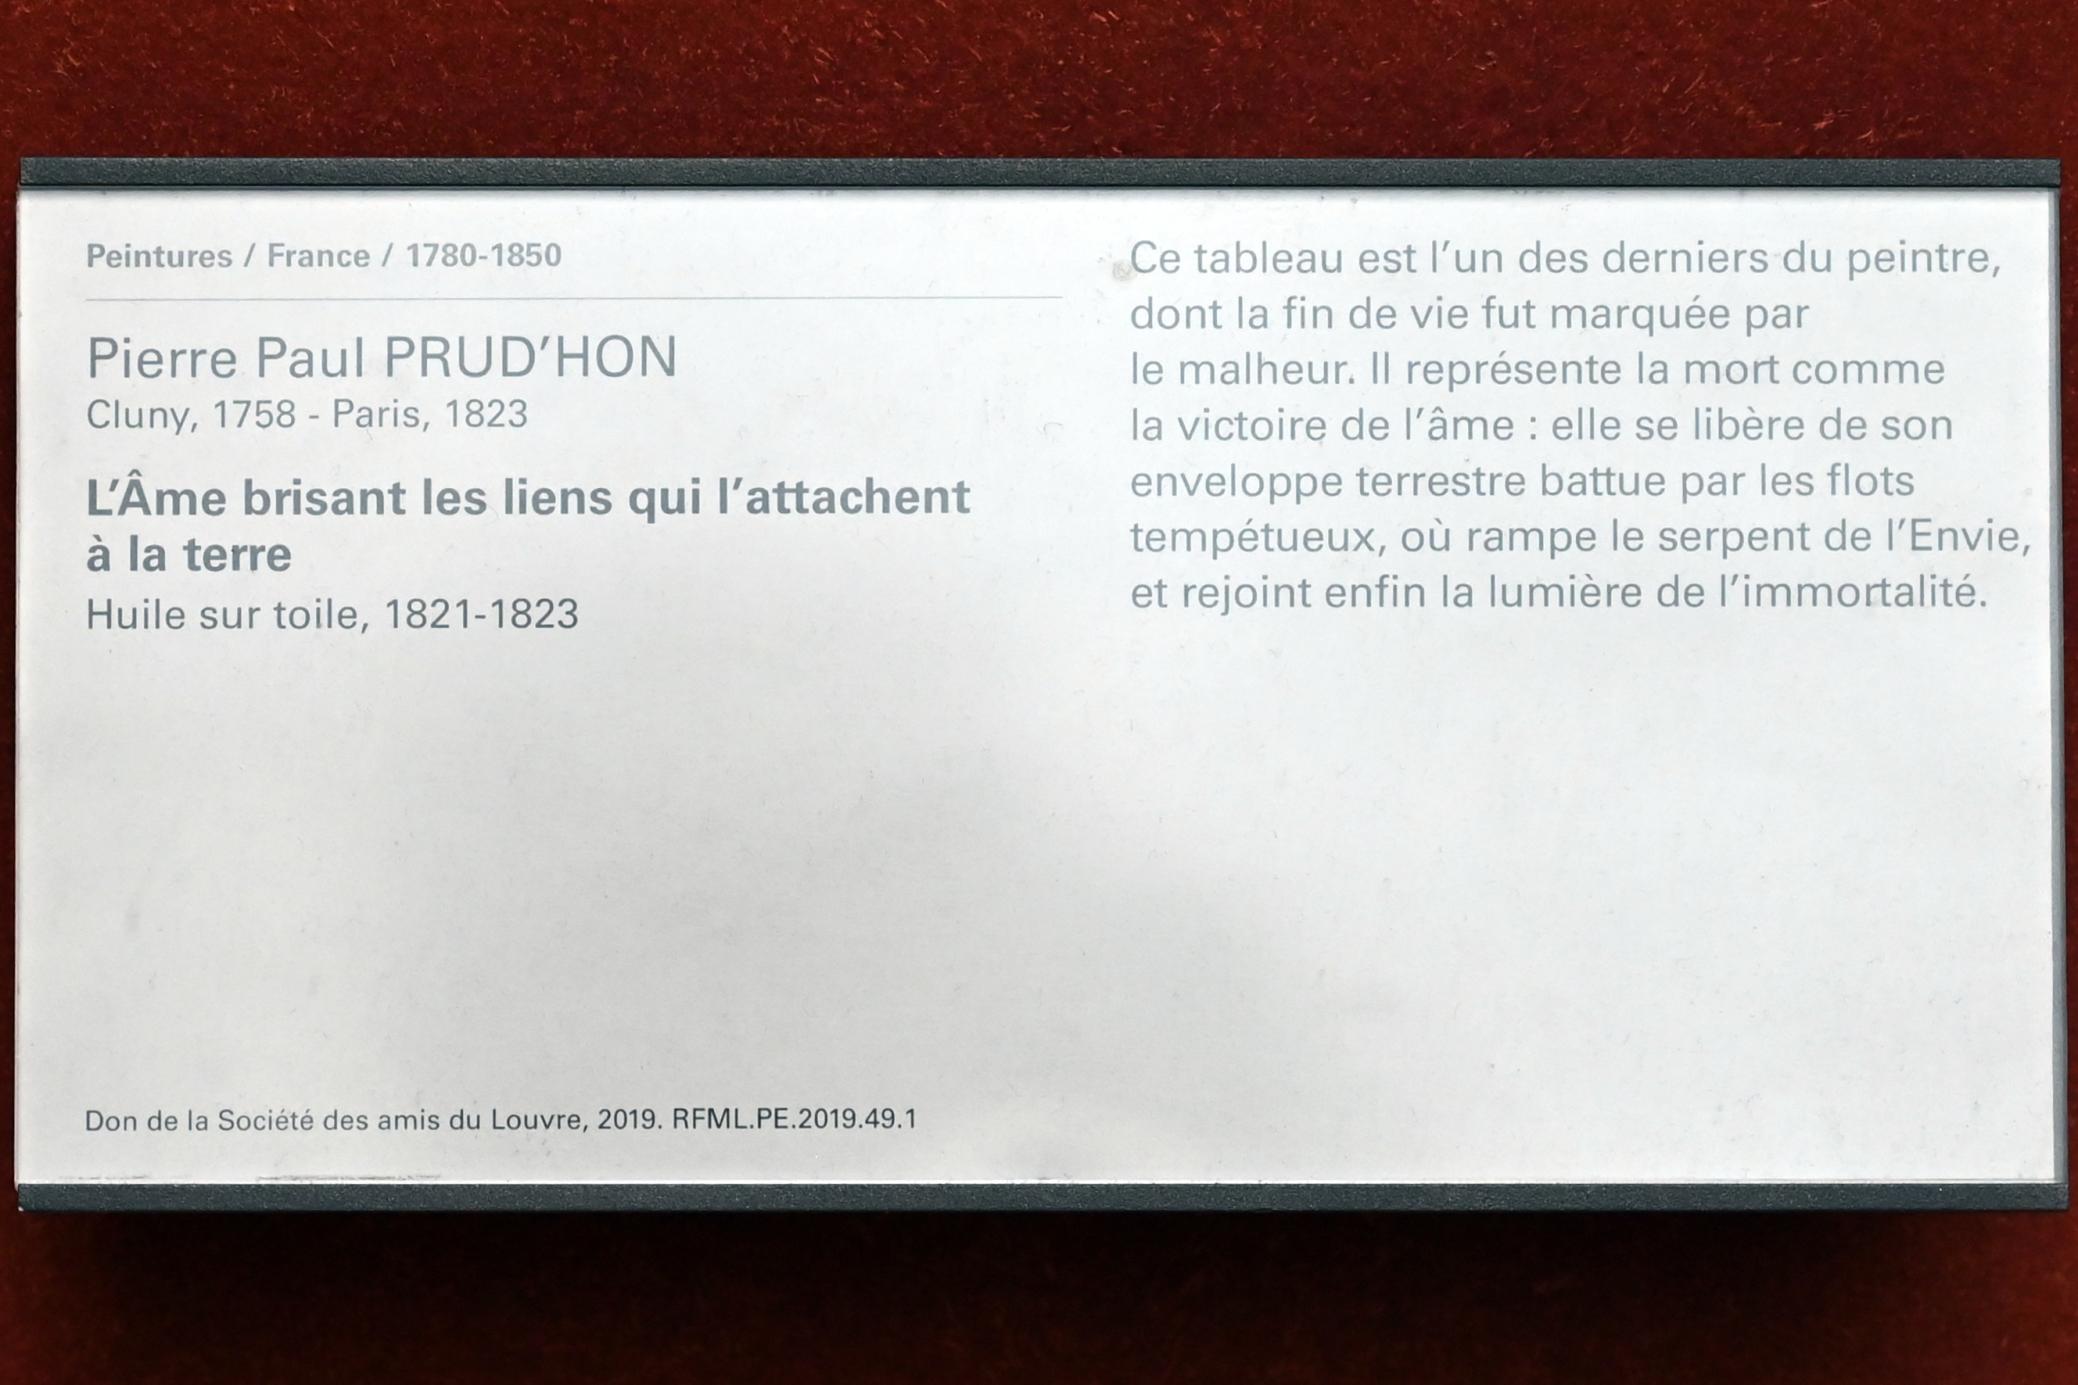 Peintures / France / 1780-1850
Pierre Paul PRUD'HON
Cluny, 1758 - Paris, 1823
L'Âme brisant les liens qui l'attachent
à la terre
Huile sur toile, 1821-1823
Don de la Société des amis du Louvre, 2019. RFML.PE.2019.49.1
Ce tableau est l'un des derniers du peintre,
dont la fin de vie fut marquée par
le malheur. Il représente la mort comme
la victoire de l'âme : elle se libère de son
enveloppe terrestre battue par les flots
tempétueux, où rampe le serpent de l'Envie,
et rejoint enfin la lumière de l'immortalité.